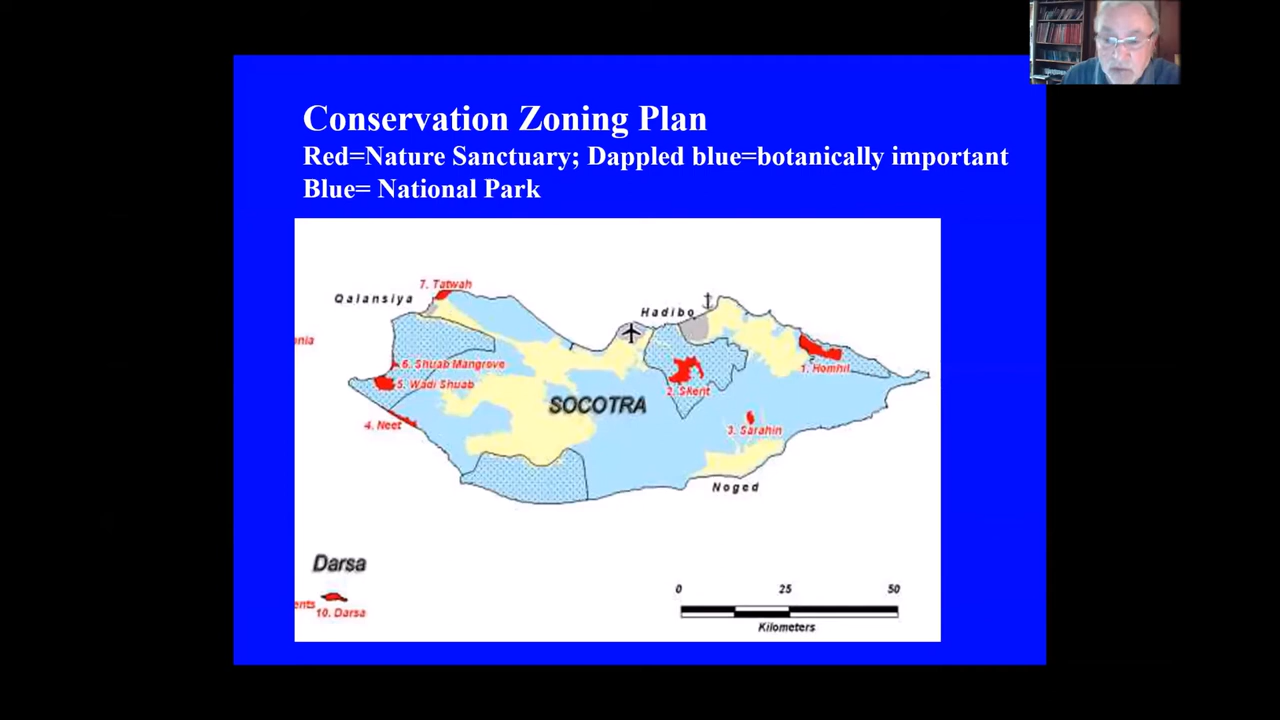 Conservation Zoning Plan
Red=Nature Sanctuary; Dappled blue=botanically important
Blue= National Park
7. Tatwah
Qalansiya
Hadibo
onia
6. Shuab Mangrove
1. Homhil
5. Wadi Shuab
2. Skent
SOCOTRA
4. Neet
3. Sarahin
Noged
Darsa
0 25 50
ents
10. Darsa
Kilometers